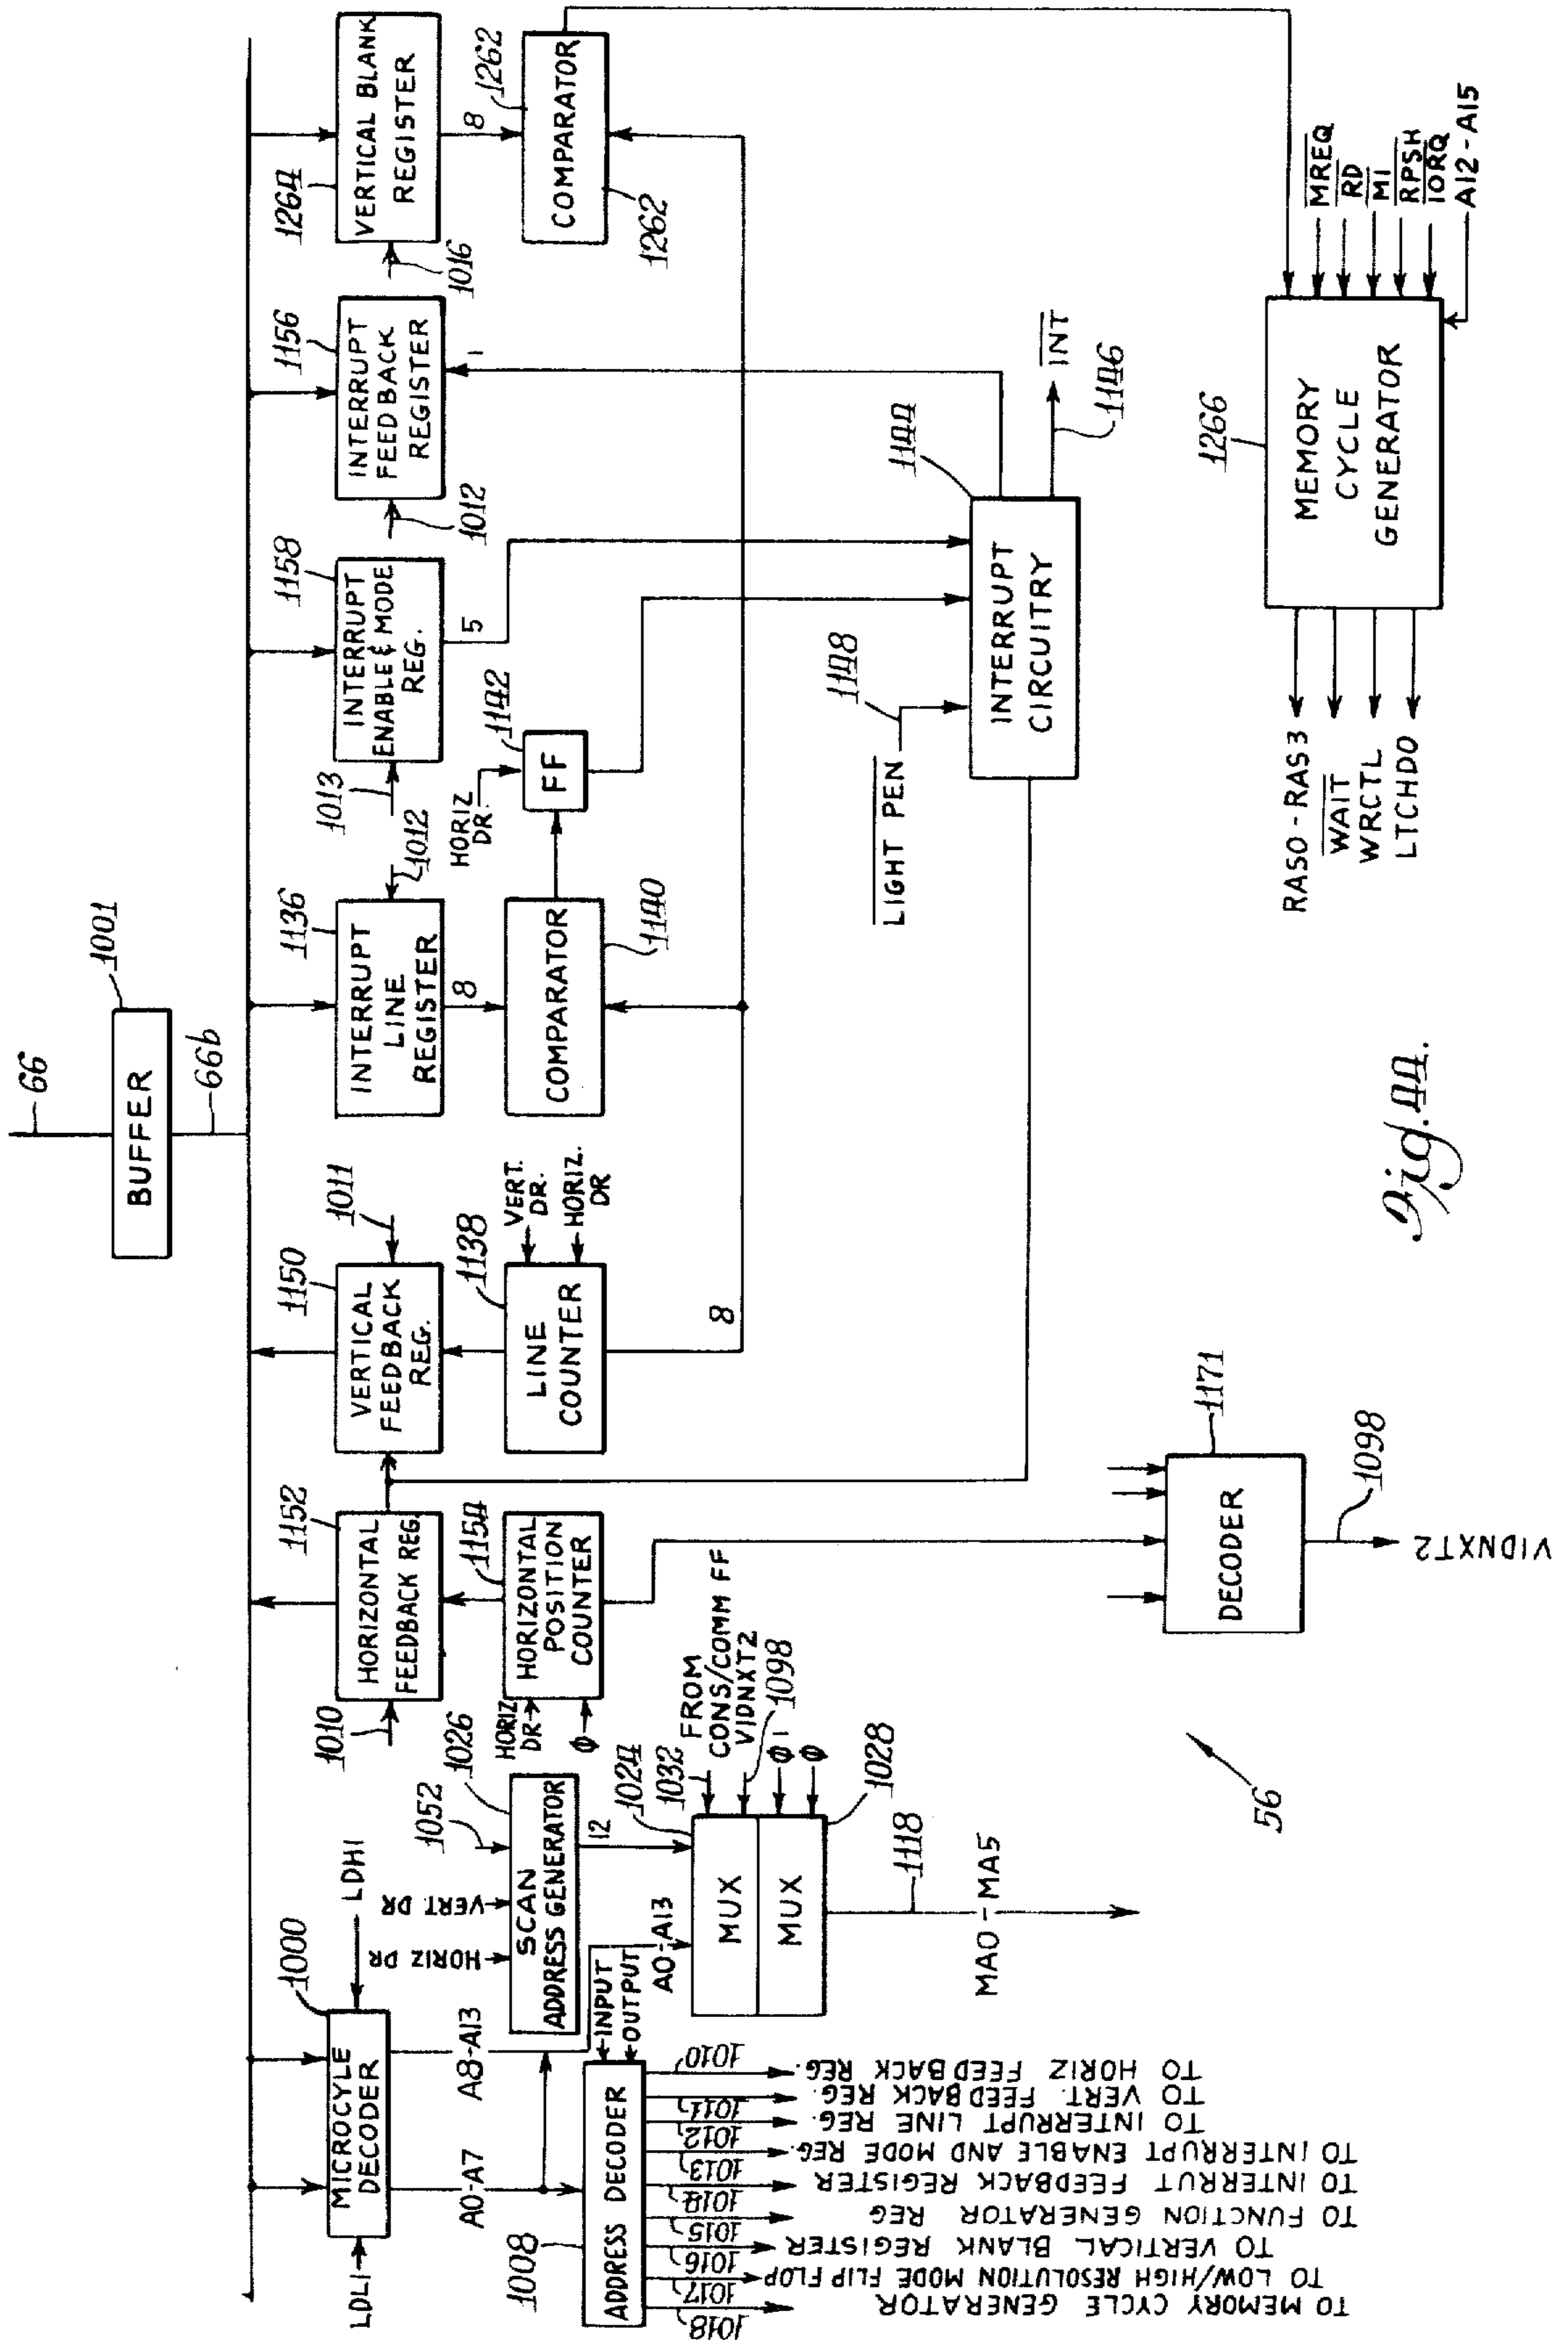 66
1001
BUFFER
66b
1000
LDLI
MICROCYLE
DECODER
LDHI
A0-A7
A8-A13
1008
ADDRESS DECODER
INPUT
OUTPUT
1010
1011
1012
1013
1014
1015
1016
1017
1018
TO HORIZ FEEDBACK REG.
TO VERT. FEEDBACK REG.
TO INTERRUPT LINE REG
TO INTERRUPT ENABLE AND MODE REG.
TO INTERRUT FEEDBACK REGISTER
TO FUNCTION GENERATOR REG
TO VERTICAL BLANK REGISTER
TO LOW/HIGH RESOLUTION MODE FLIP FLOP
TO MEMORY CYCLE GENERATOR
HORIZ DR
VERT DR
1052
1026
SCAN
ADDRESS GENERATOR
12
A0-A13
1024
1032
FROM
CONS/COMM FF
VIDNXT2
1098
MUX
MUX
Φ
Φ
1028
1118
MA0-MA5
1010
1152
HORIZONTAL
FEEDBACK REG.
1154
HORIZ
DR
Φ
HORIZONTAL
POSITION
COUNTER
1150
1011
VERTICAL
FEEDBACK
REG.
1138
VERT.
DR.
HORIZ.
DR
LINE
COUNTER
8
1136
1012
INTERRUPT
LINE
REGISTER
8
COMPARATOR
1140
HORIZ
DR.
1142
FF
1158
1013
INTERRUPT
ENABLE & MODE
REG.
5
1156
1012
INTERRUPT
FEEDBACK
REGISTER
1
1264
1016
VERTICAL BLANK
REGISTER
8
1262
COMPARATOR
1262
1148
LIGHT PEN
1144
INTERRUPT
CIRCUITRY
INT
1146
1171
DECODER
1098
VIDNXT2
56
1266
MEMORY
CYCLE
GENERATOR
MREQ
RD
M1
RPSH
IORQ
A12-A15
RAS0-RAS3
WAIT
WRCTL
LTCHDO
Fig. 44.